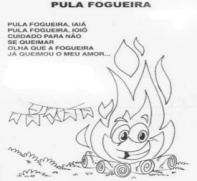 PULA FOGUEIRA
PULA FOGUEIRA, IAIÁ
PULA FOGUEIRA, IOIÔ
CUIDADO PARA NÃO
SE QUEIMAR
OLHA QUE A FOGUEIRA
JÁ QUEIMOU O MEU AMOR...